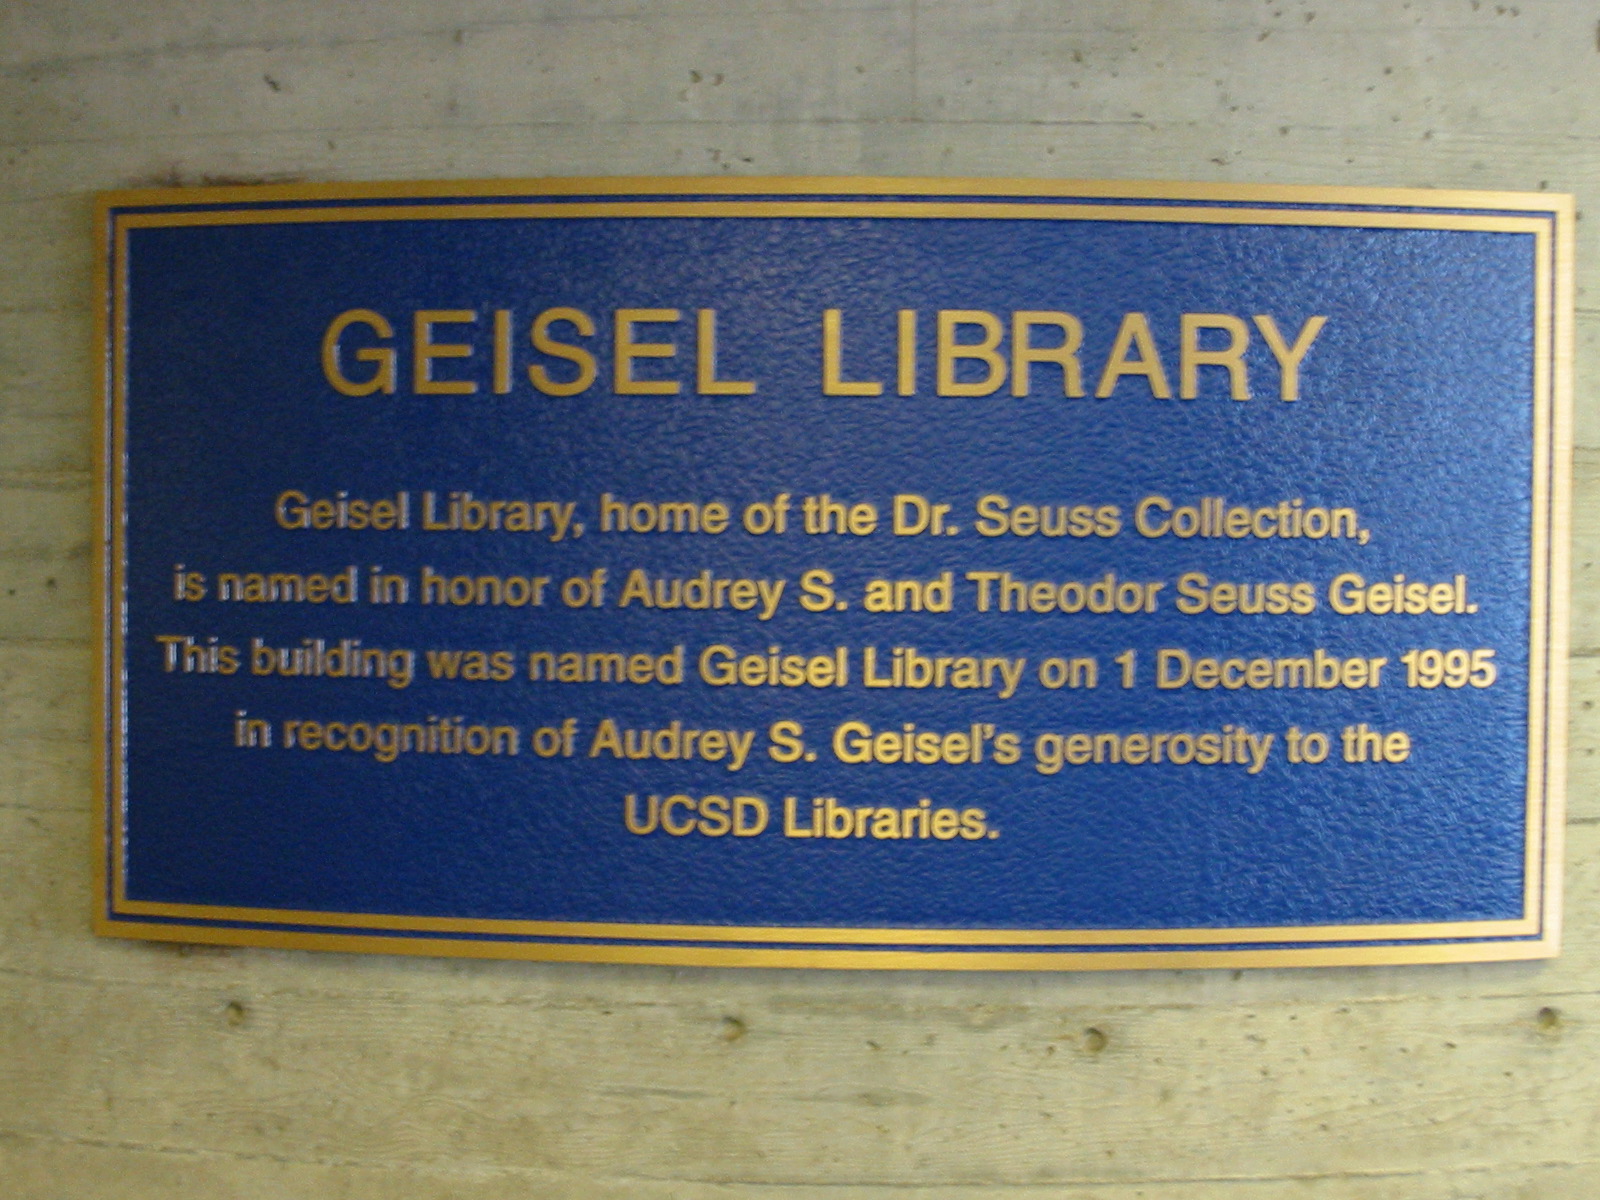 GEISEL LIBRARY
Geisel Library, home of the Dr. Seuss Collection,
is named in honor of Audrey S. and Theodor Seuss Geisel.
This building was named Geisel Library on 1 December 1995
in recognition of Audrey S. Geisel's generosity to the
UCSD Libraries.